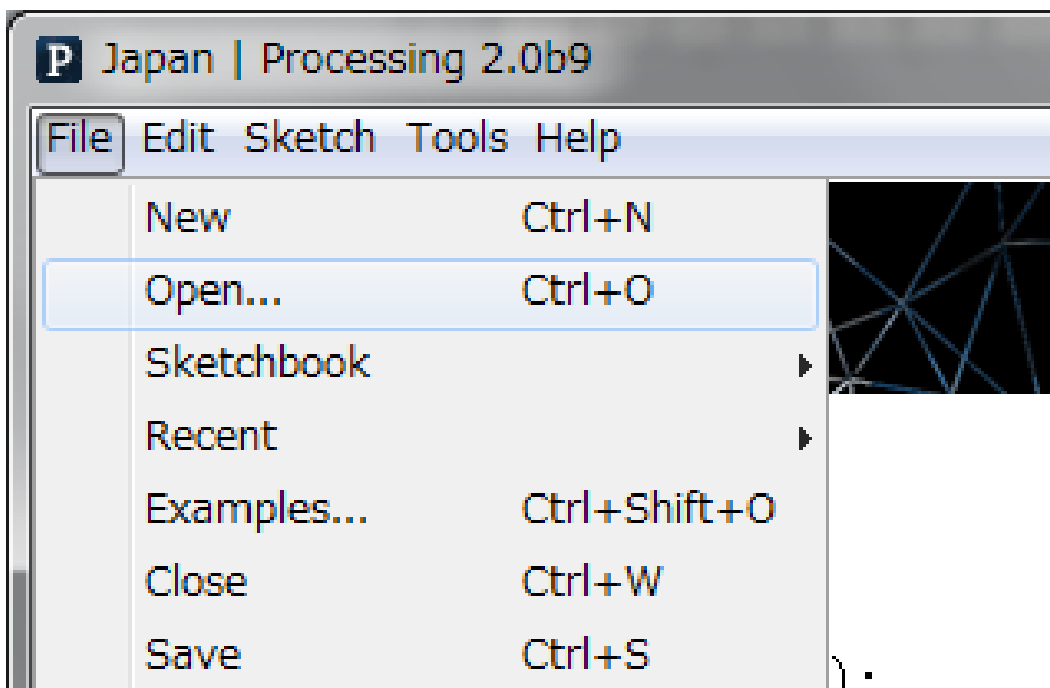 P Japan | Processing 2.0b9
File Edit Sketch Tools Help
New Ctrl+N
Open... Ctrl+O
Sketchbook
Recent
Examples... Ctrl+Shift+O
Close Ctrl+W
Save Ctrl+S